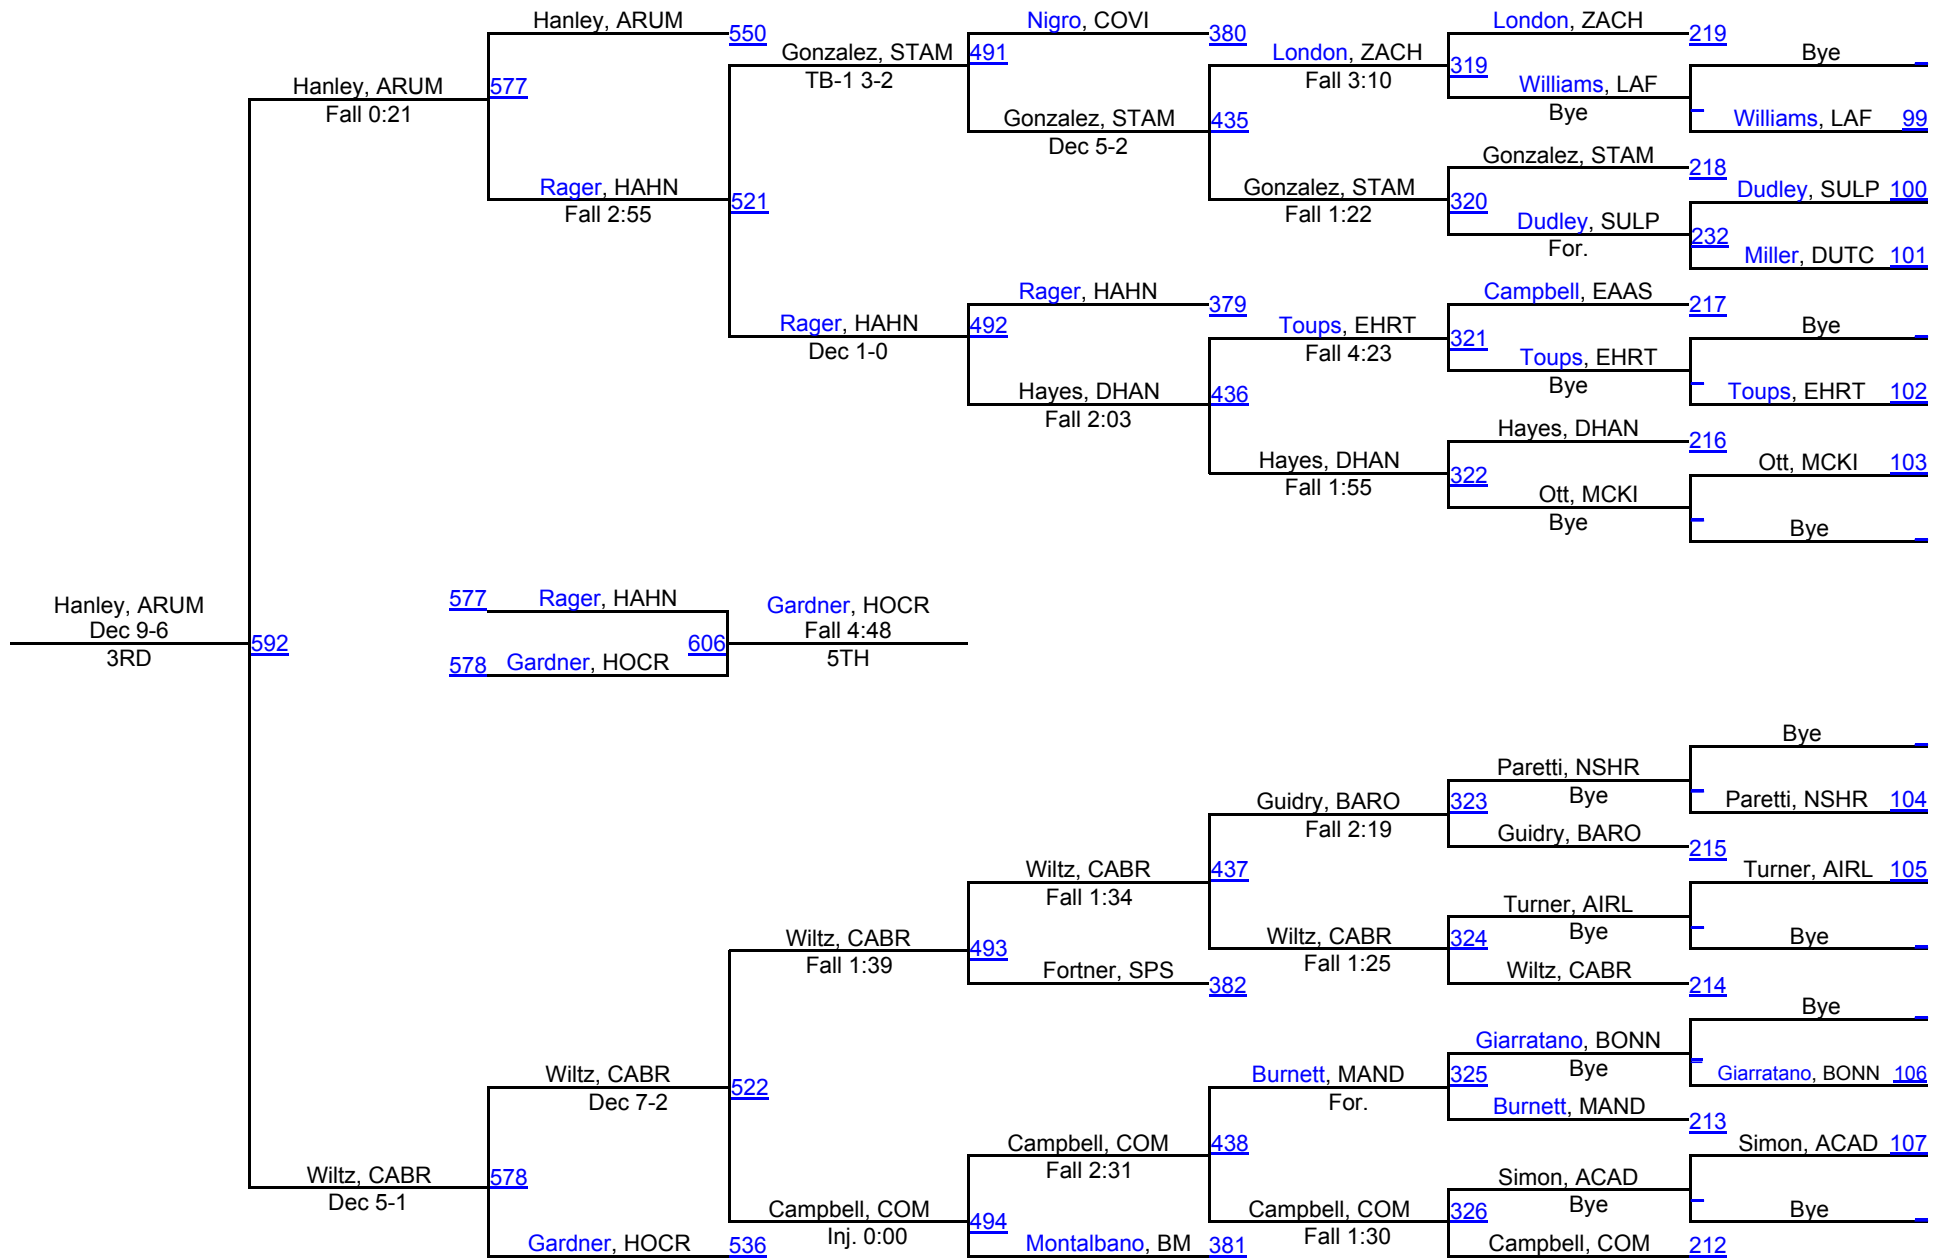 Hanley, ARUM
550
Nigro, COVI
380
London, ZACH
219
Gonzalez, STAM
491
TB-1 3-2
London, ZACH
319
Fall 3:10
Bye
Hanley, ARUM
577
Fall 0:21
Williams, LAF
Bye
Williams, LAF 99
Gonzalez, STAM
435
Dec 5-2
Gonzalez, STAM
218
Rager, HAHN
521
Fall 2:55
Gonzalez, STAM
320
Fall 1:22
Dudley, SULP 100
Dudley, SULP
232
For.
Miller, DUTC 101
Rager, HAHN
379
Campbell, EAAS
217
Rager, HAHN
492
Dec 1-0
Toups, EHRT
321
Fall 4:23
Bye
Toups, EHRT
Bye
Hayes, DHAN
436
Fall 2:03
Toups, EHRT 102
Hayes, DHAN
216
Hayes, DHAN
322
Fall 1:55
Ott, MCKI 103
Ott, MCKI
Bye
Bye
Hanley, ARUM
Dec 9-6
592
3RD
577 Rager, HAHN
606
578 Gardner, HOCR
Gardner, HOCR
Fall 4:48
5TH
Bye
Paretti, NSHR
Bye
Paretti, NSHR 104
Guidry, BARO
323
Fall 2:19
Guidry, BARO
215
Wiltz, CABR
437
Fall 1:34
Turner, AIRL 105
Turner, AIRL
Bye
Bye
Wiltz, CABR
493
Fall 1:39
Wiltz, CABR
324
Fall 1:25
Fortner, SPS
382
Wiltz, CABR
214
Bye
Giarratano, BONN
Bye
Giarratano, BONN 106
Wiltz, CABR
522
Dec 7-2
Burnett, MAND
325
For.
Burnett, MAND
213
Campbell, COM
438
Fall 2:31
Simon, ACAD 107
Wiltz, CABR
578
Dec 5-1
Simon, ACAD
Bye
Bye
Campbell, COM
494
Inj. 0:00
Campbell, COM
326
Fall 1:30
Gardner, HOCR 536
Montalbano, BM 381
Campbell, COM 212